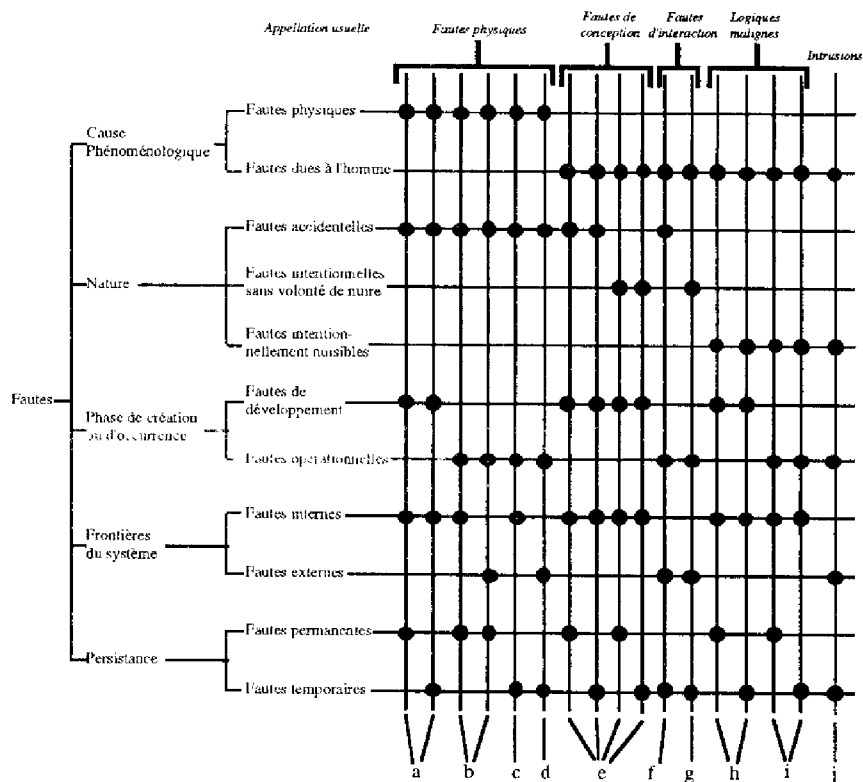 Appellation usuelle
Fautes physiques
Fautes de
conception
Fautes
d'interaction
Logiques
malignes
Intrusions
Fautes
Cause
Phénoménologique
Fautes physiques
Fautes dues à l'homme
Nature
Fautes accidentelles
Fautes intentionnelles
sans volonté de nuire
Fautes intention-
nellement nuisibles
Phase de création
ou d'occurrence
Fautes de
développement
Fautes opérationnelles
Frontières
du système
Fautes internes
Fautes externes
Persistance
Fautes permanentes
Fautes temporaires
a b c d e f g h i j